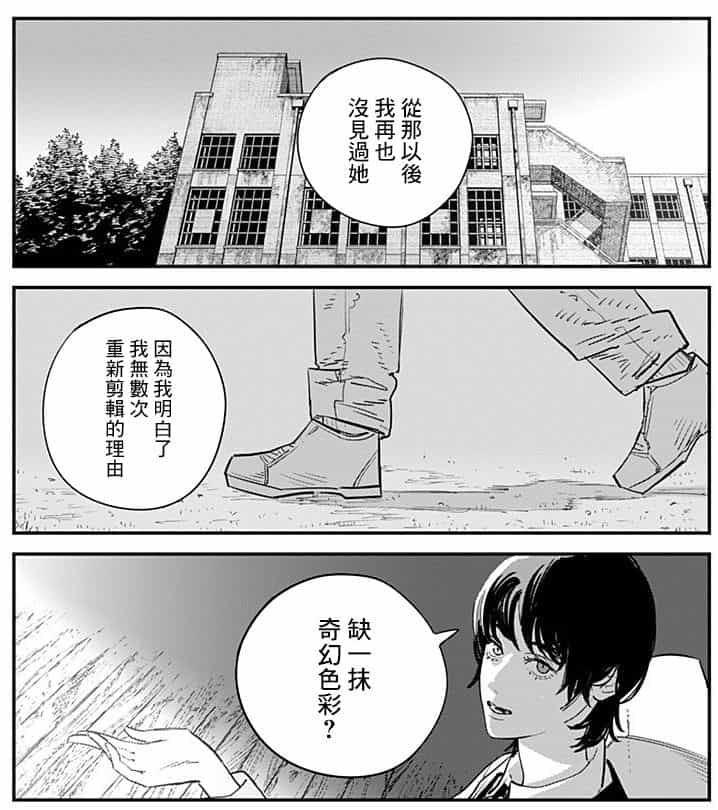 從那以後
我再也
沒見過她
因為我明白了
我無數次
重新剪輯的理由
缺一抹
奇幻色彩?